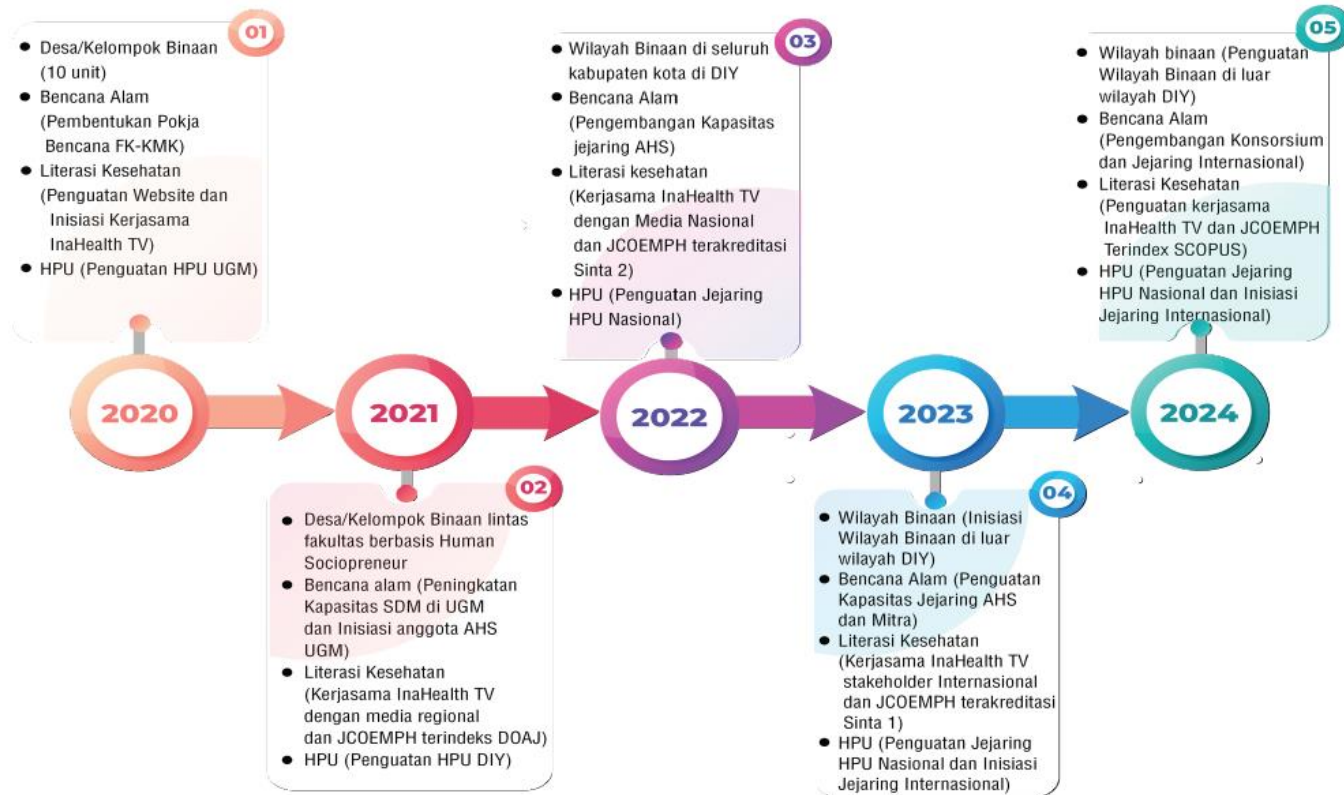 01
Desa/Kelompok Binaan
(10 unit)
Bencana Alam
(Pembentukan Pokja
Bencana FK-KMK)
Literasi Kesehatan
(Penguatan Website dan
Inisiasi Kerjasama
InaHealth TV)
HPU (Penguatan HPU UGM)
2020
2021
02
Desa/Kelompok Binaan lintas
fakultas berbasis Human
Sociopreneur
Bencana alam (Peningkatan
Kapasitas SDM di UGM
dan Inisiasi anggota AHS
UGM)
Literasi Kesehatan
(Kerjasama InaHealth TV
dengan media regional
dan JCOEMPH terindeks DOAJ)
HPU (Penguatan HPU DIY)
03
Wilayah Binaan di seluruh
kabupaten kota di DIY
Bencana Alam
(Pengembangan Kapasitas
jejaring AHS)
Literasi kesehatan
(Kerjasama InaHealth TV
dengan Media Nasional
dan JCOEMPH terakreditasi
Sinta 2)
HPU (Penguatan Jejaring
HPU Nasional)
2022
2023
04
Wilayah Binaan (Inisiasi
Wilayah Binaan di luar
wilayah DIY)
Bencana Alam (Penguatan
Kapasitas Jejaring AHS
dan Mitra)
Literasi Kesehatan
(Kerjasama InaHealth TV
stakeholder Internasional
dan JCOEMPH terakreditasi
Sinta 1)
HPU (Penguatan Jejaring
HPU Nasional dan Inisiasi
Jejaring Internasional)
05
Wilayah binaan (Penguatan
Wilayah Binaan di luar
wilayah DIY)
Bencana Alam
(Pengembangan Konsorsium
dan Jejaring Internasional)
Literasi Kesehatan
(Penguatan kerjasama
InaHealth TV dan JCOEMPH
Terindex SCOPUS)
HPU (Penguatan Jejaring
HPU Nasional dan Inisiasi
Jejaring Internasional)
2024